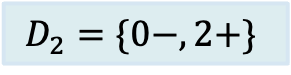 D₂ = {0−, 2+}